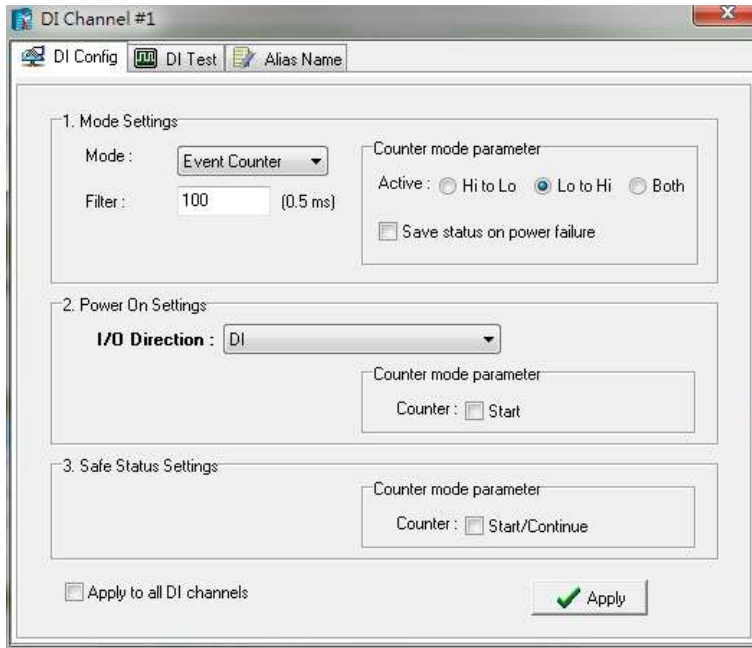 DI Channel #1
DI Config DI Test Alias Name
1. Mode Settings
Mode : Event Counter
Filter : 100 (0.5 ms)
Counter mode parameter
Active : Hi to Lo Lo to Hi Both
Save status on power failure
2. Power On Settings
I/O Direction : DI
Counter mode parameter
Counter : Start
3. Safe Status Settings
Counter mode parameter
Counter : Start/Continue
Apply to all DI channels
Apply